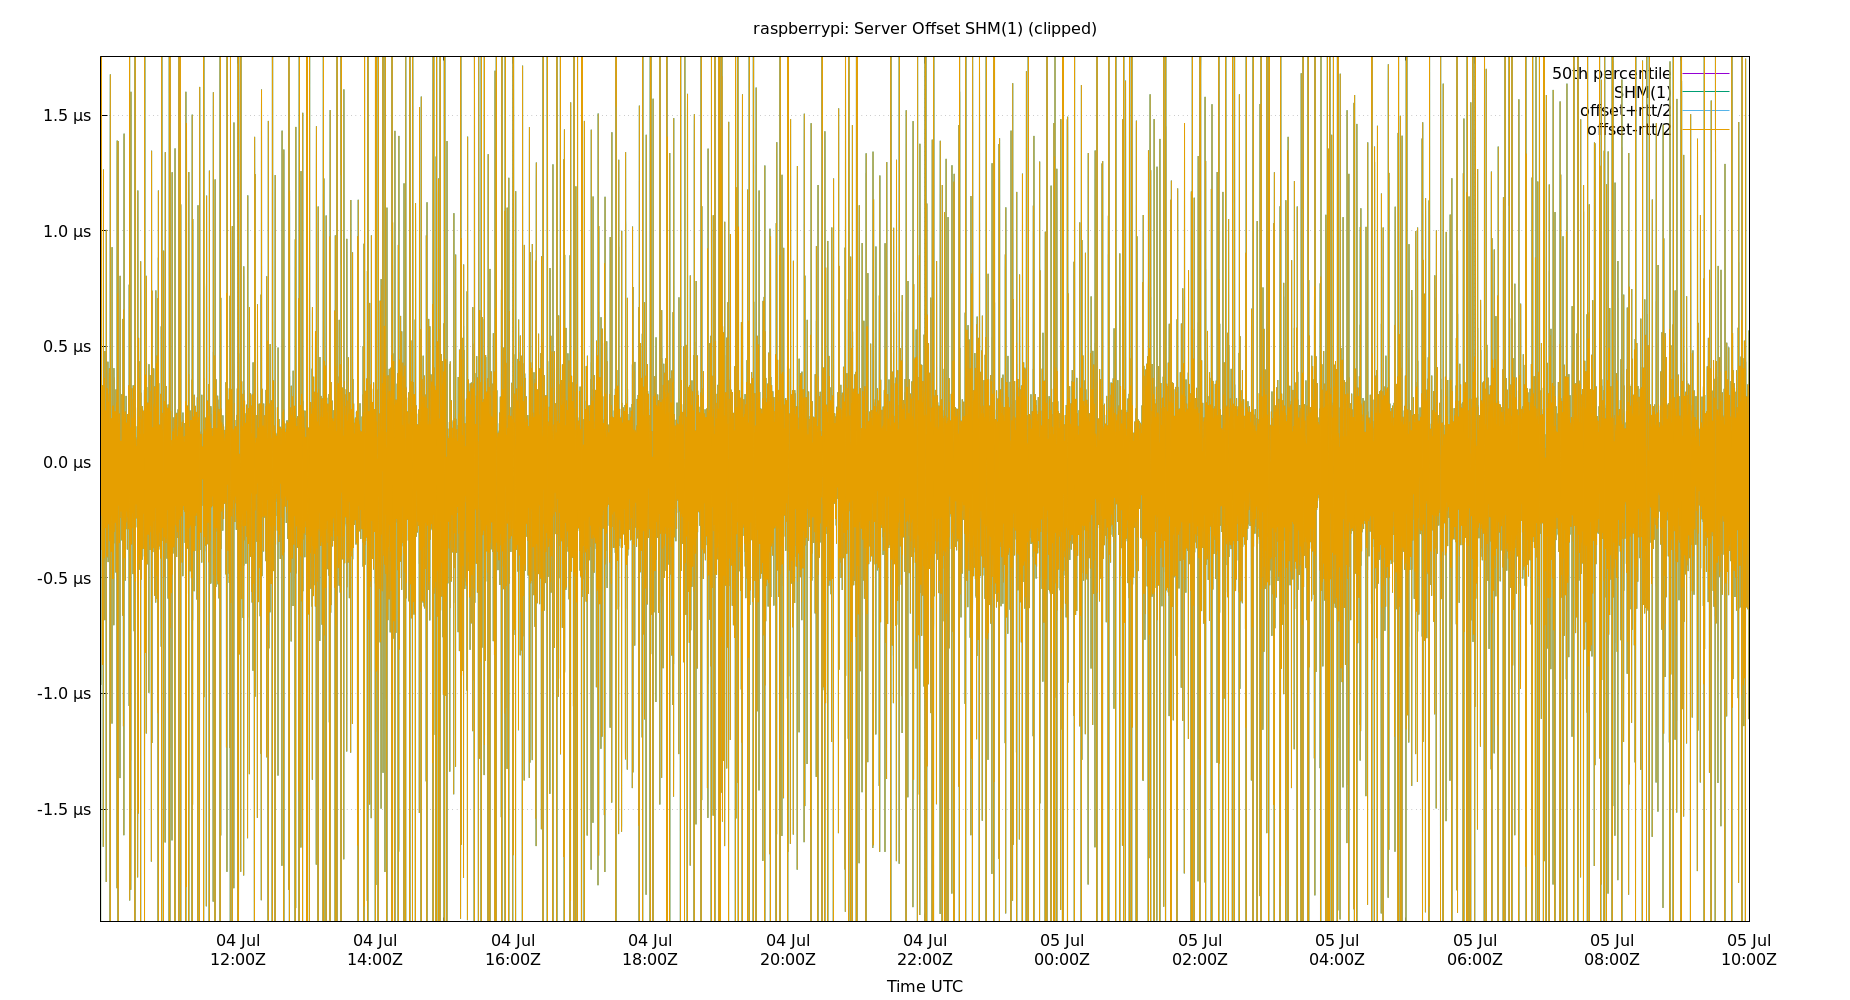 raspberrypi: Server Offset SHM(1) (clipped)
50th percentile
SHM(1)
offset+rtt/2
offset-rtt/2
1.5 µs
1.0 µs
0.5 µs
0.0 µs
-0.5 µs
-1.0 µs
-1.5 µs
04 Jul 04 Jul 04 Jul 04 Jul 04 Jul 04 Jul 05 Jul 05 Jul 05 Jul 05 Jul 05 Jul 05 Jul
12:00Z 14:00Z 16:00Z 18:00Z 20:00Z 22:00Z 00:00Z 02:00Z 04:00Z 06:00Z 08:00Z 10:00Z
Time UTC